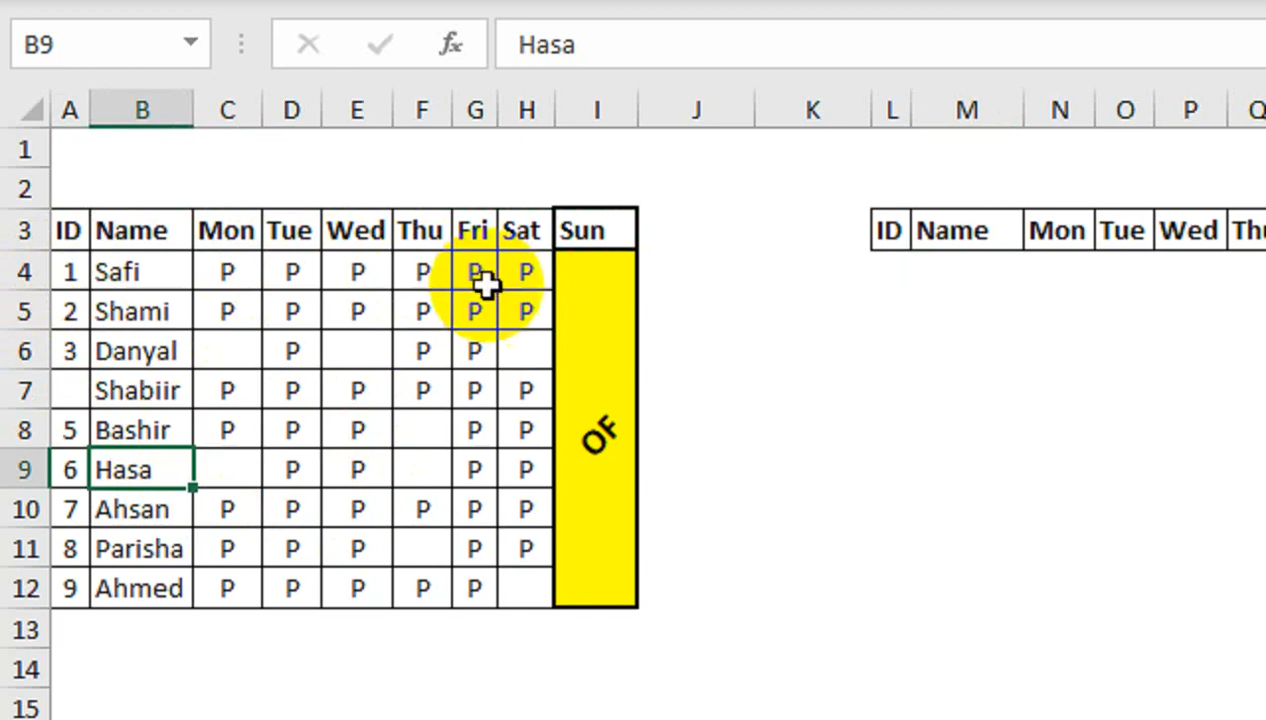 B9 fx Hasa
A B C D E F G H I J K L M N O P Q
1
2
3 ID Name Mon Tue Wed Thu Fri Sat Sun ID Name Mon Tue Wed Thu
4 1 Safi P P P P P P
5 2 Shami P P P P P P
6 3 Danyal P P P
7 Shabiir P P P P P P
8 5 Bashir P P P P P
OF
9 6 Hasa P P P P
10 7 Ahsan P P P P P P
11 8 Parisha P P P P P
12 9 Ahmed P P P P P
13
14
15